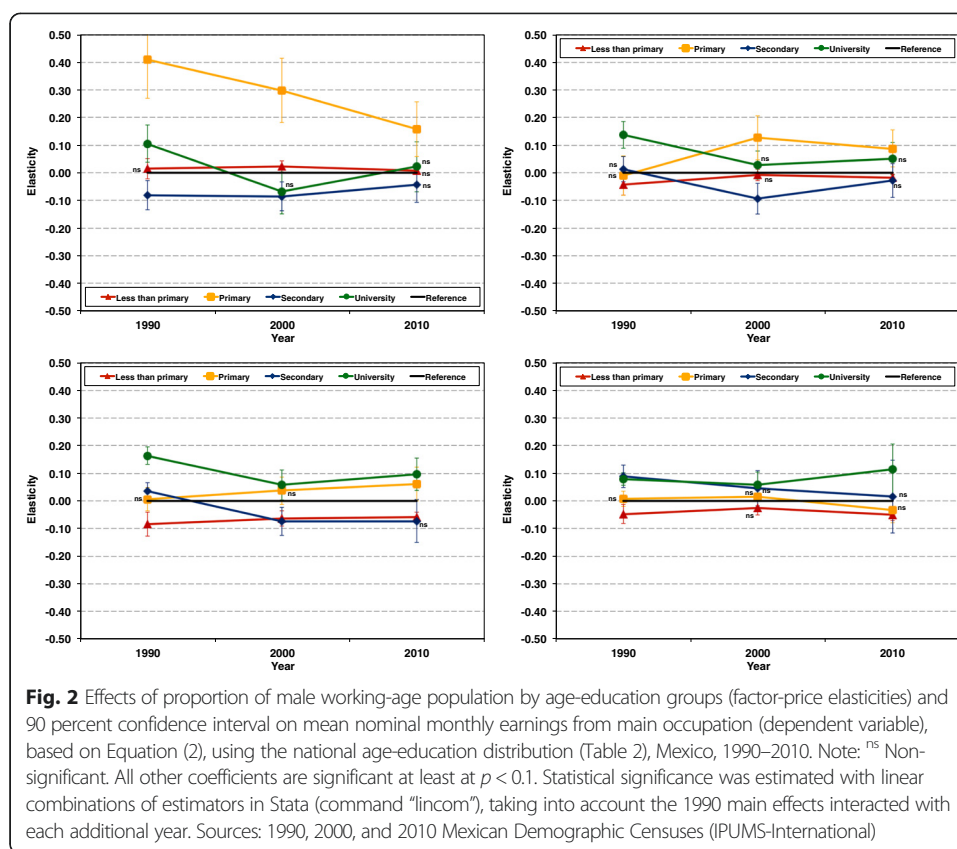 0.50
0.40
0.30
0.20
0.10
0.00
-0.10
-0.20
-0.30
-0.40
-0.50
Elasticity
ns
ns
ns
ns
ns
Less than primary Primary Secondary University Reference
1990 2000 2010
Year
0.50
0.40
0.30
0.20
0.10
0.00
-0.10
-0.20
-0.30
-0.40
-0.50
Elasticity
Less than primary Primary Secondary University Reference
ns
ns
ns
ns
ns
ns
1990 2000 2010
Year
0.50
0.40
0.30
0.20
0.10
0.00
-0.10
-0.20
-0.30
-0.40
-0.50
Elasticity
Less than primary Primary Secondary University Reference
ns
ns
ns
1990 2000 2010
Year
0.50
0.40
0.30
0.20
0.10
0.00
-0.10
-0.20
-0.30
-0.40
-0.50
Elasticity
Less than primary Primary Secondary University Reference
ns
ns
ns
ns
ns
ns
1990 2000 2010
Year
Fig. 2 Effects of proportion of male working-age population by age-education groups (factor-price elasticities) and
90 percent confidence interval on mean nominal monthly earnings from main occupation (dependent variable),
based on Equation (2), using the national age-education distribution (Table 2), Mexico, 1990–2010. Note: ns Non-
significant. All other coefficients are significant at least at p < 0.1. Statistical significance was estimated with linear
combinations of estimators in Stata (command "lincom"), taking into account the 1990 main effects interacted with
each additional year. Sources: 1990, 2000, and 2010 Mexican Demographic Censuses (IPUMS-International)